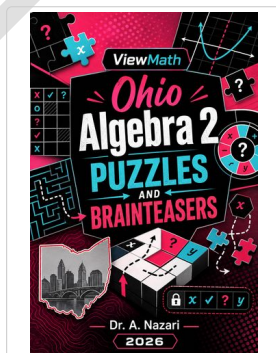 ViewMath
Ohio
Algebra 2
PUZZLES
AND
BRAINTEASERS
Dr. A. Nazari
2026